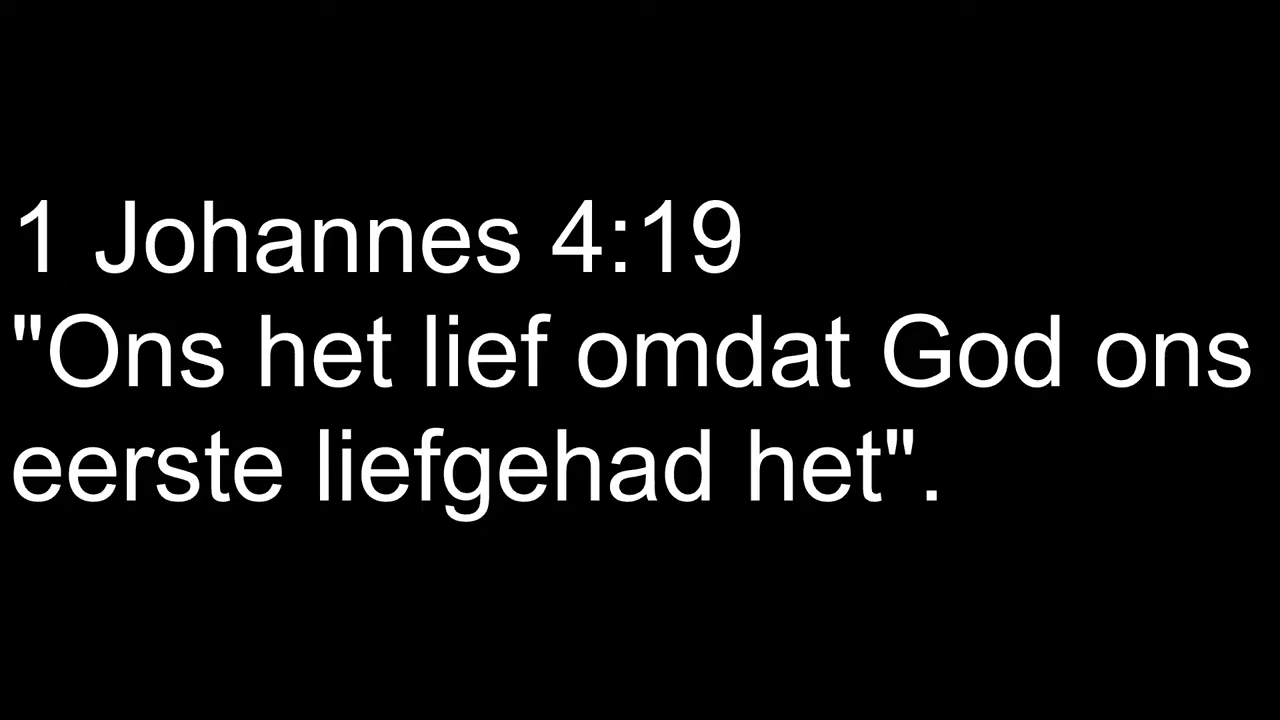 1 Johannes 4:19
"Ons het lief omdat God ons
eerste liefgehad het".